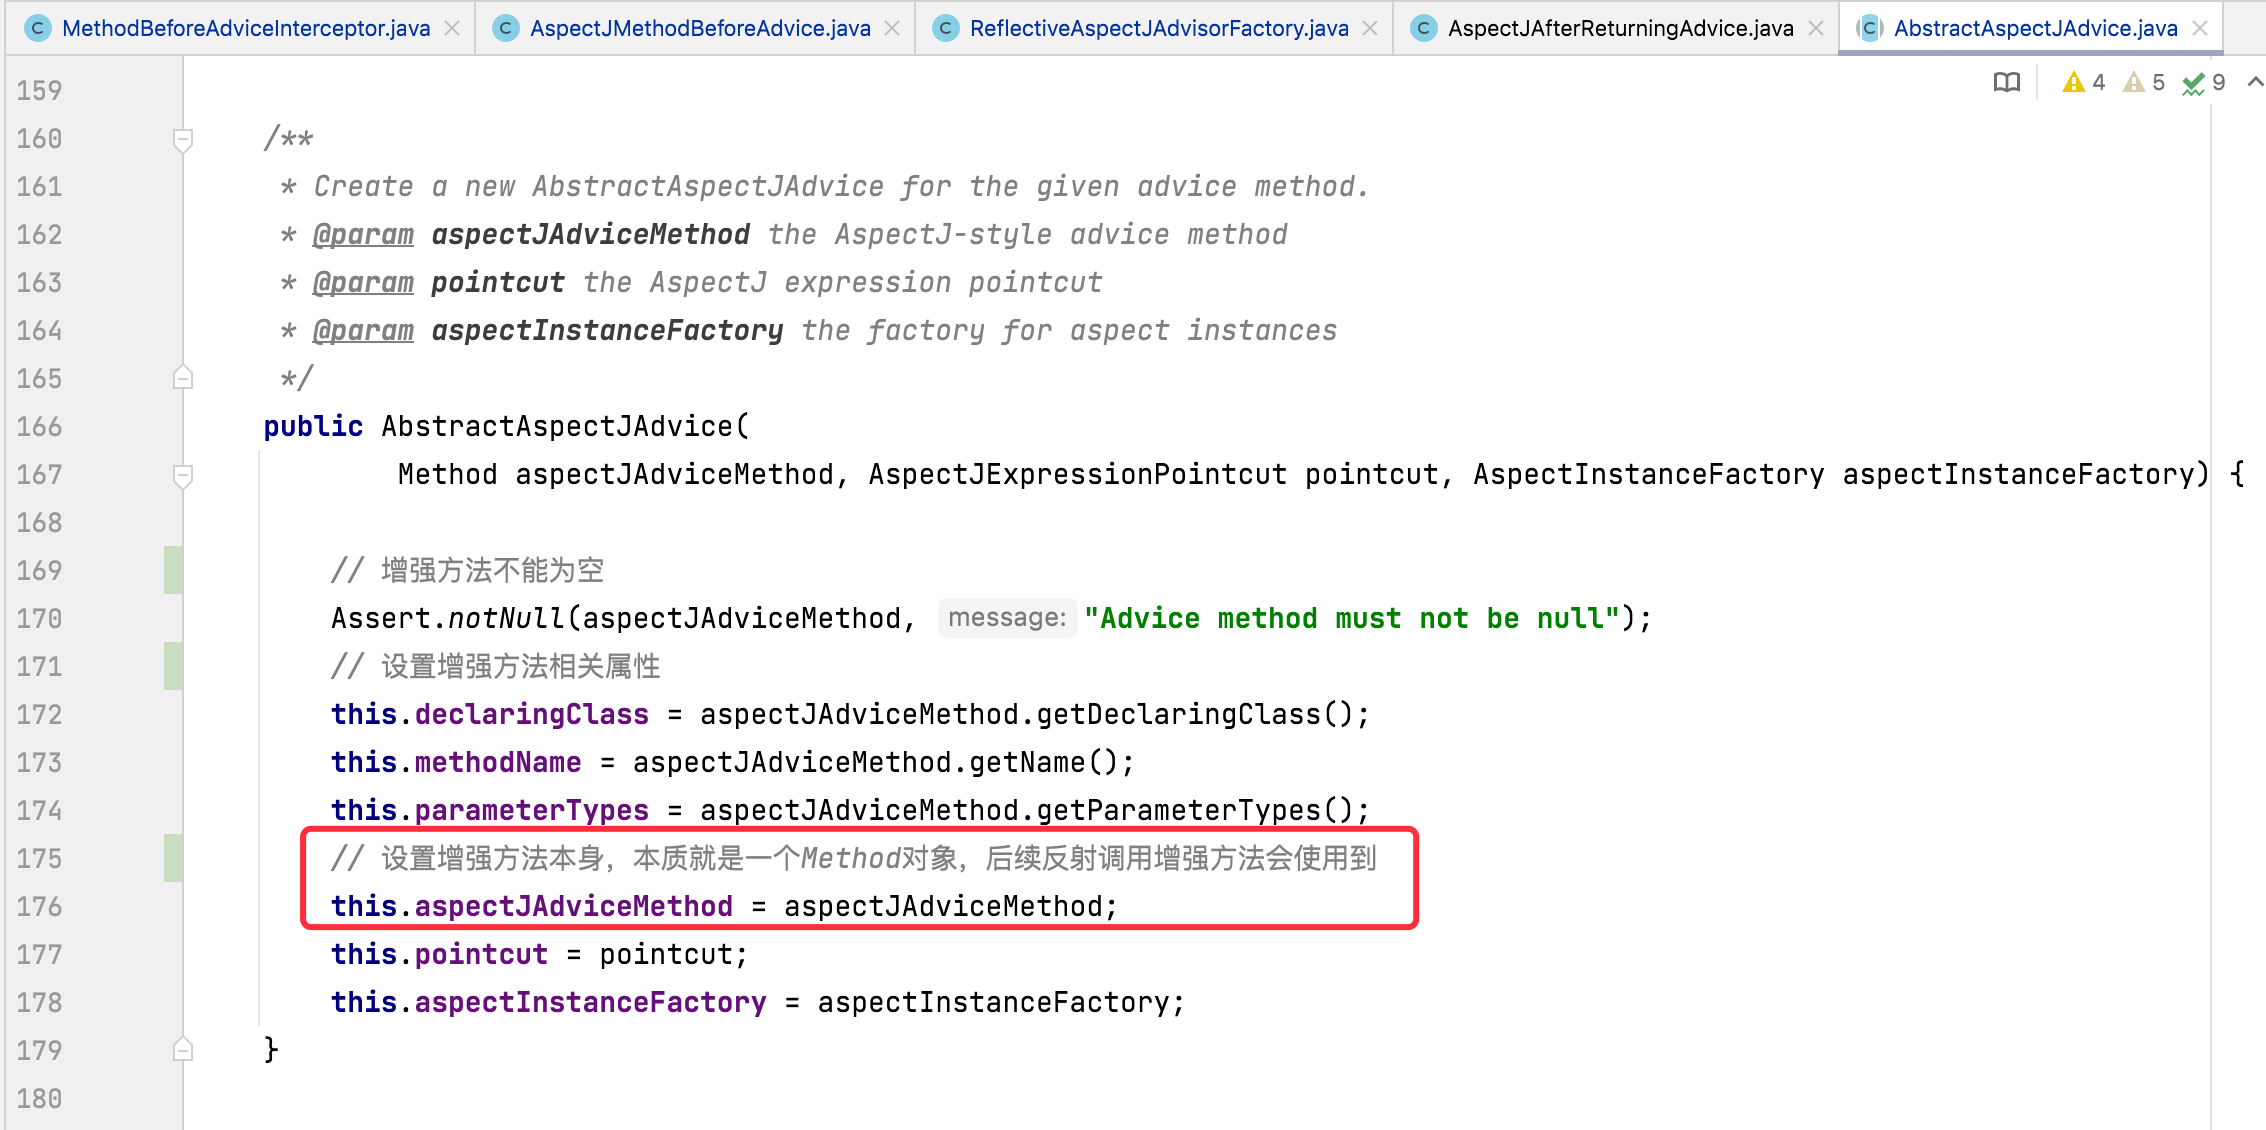 MethodBeforeAdviceInterceptor.java AspectJMethodBeforeAdvice.java ReflectiveAspectJAdvisorFactory.java AspectJAfterReturningAdvice.java AbstractAspectJAdvice.java
4 5 9
159
160 /**
161 * Create a new AbstractAspectJAdvice for the given advice method.
162 * @param aspectJAdviceMethod the AspectJ-style advice method
163 * @param pointcut the AspectJ expression pointcut
164 * @param aspectInstanceFactory the factory for aspect instances
165 */
166 public AbstractAspectJAdvice(
167 Method aspectJAdviceMethod, AspectJExpressionPointcut pointcut, AspectInstanceFactory aspectInstanceFactory) {
168
169 // 增强方法不能为空
170 Assert.notNull(aspectJAdviceMethod, message: "Advice method must not be null");
171 // 设置增强方法相关属性
172 this.declaringClass = aspectJAdviceMethod.getDeclaringClass();
173 this.methodName = aspectJAdviceMethod.getName();
174 this.parameterTypes = aspectJAdviceMethod.getParameterTypes();
175 // 设置增强方法本身，本质就是一个Method对象，后续反射调用增强方法会使用到
176 this.aspectJAdviceMethod = aspectJAdviceMethod;
177 this.pointcut = pointcut;
178 this.aspectInstanceFactory = aspectInstanceFactory;
179 }
180